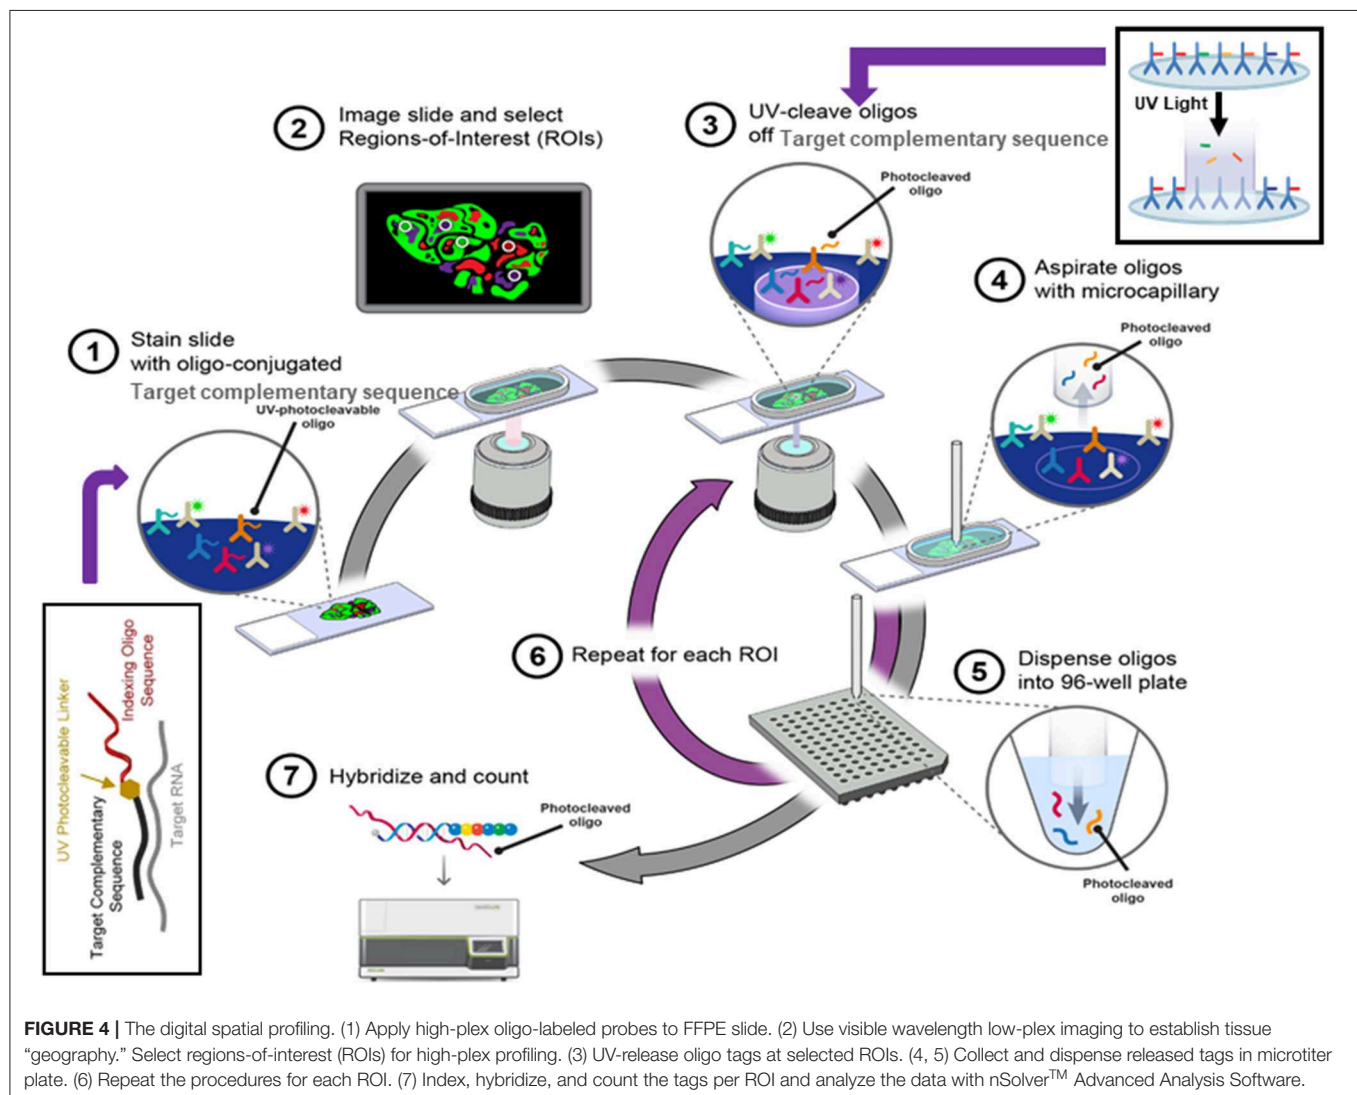 1
Stain slide
with oligo-conjugated
Target complementary sequence
UV-photocleavable
oligo
2
Image slide and select
Regions-of-Interest (ROIs)
3
UV-cleave oligos
off Target complementary sequence
Photocleaved
oligo
UV Light
4
Aspirate oligos
with microcapillary
Photocleaved
oligo
5
Dispense oligos
into 96-well plate
Photocleaved
oligo
6
Repeat for each ROI
7
Hybridize and count
Photocleaved
oligo
UV Photocleavable Linker
Indexing Oligo
Sequence
Target Complementary
Sequence
Target RNA
FIGURE 4 | The digital spatial profiling. (1) Apply high-plex oligo-labeled probes to FFPE slide. (2) Use visible wavelength low-plex imaging to establish tissue
“geography.” Select regions-of-interest (ROIs) for high-plex profiling. (3) UV-release oligo tags at selected ROIs. (4, 5) Collect and dispense released tags in microtiter
plate. (6) Repeat the procedures for each ROI. (7) Index, hybridize, and count the tags per ROI and analyze the data with nSolver™ Advanced Analysis Software.